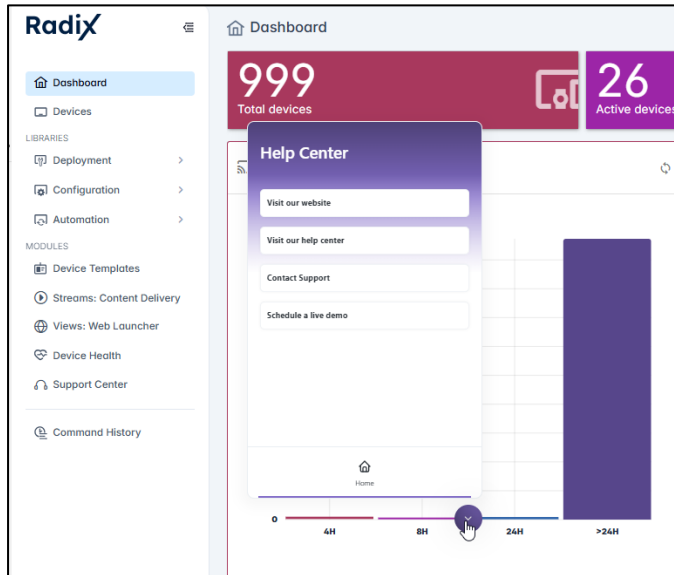 Radix
Dashboard
Devices
LIBRARIES
Deployment
Configuration
Automation
MODULES
Device Templates
Streams: Content Delivery
Views: Web Launcher
Device Health
Support Center
Command History
Dashboard
999
Total devices
26
Active devices
Help Center
Visit our website
Visit our help center
Contact Support
Schedule a live demo
Home
0
4H
8H
24H
>24H